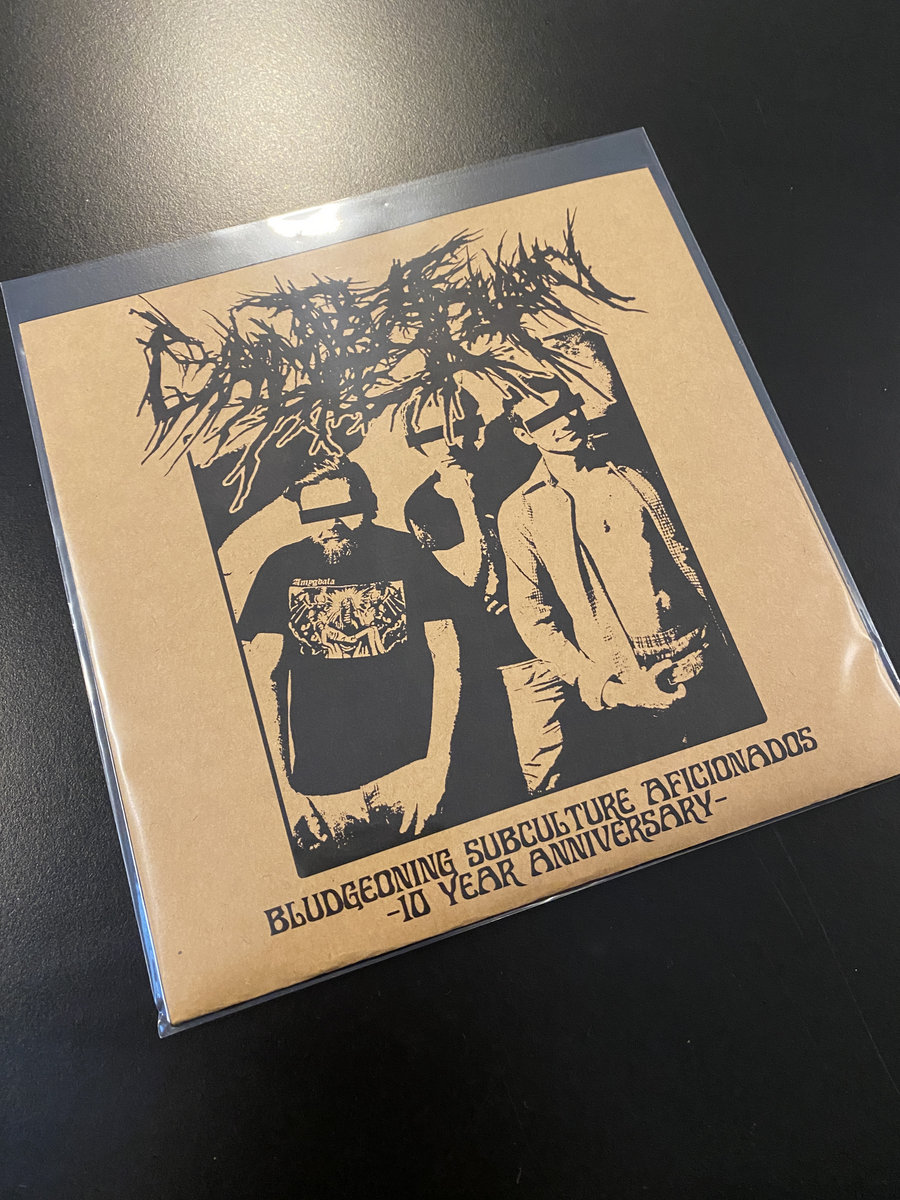 Amygdala
BLUDGEONING SUBCULTURE AFICIONADOS
-10 YEAR ANNIVERSARY-